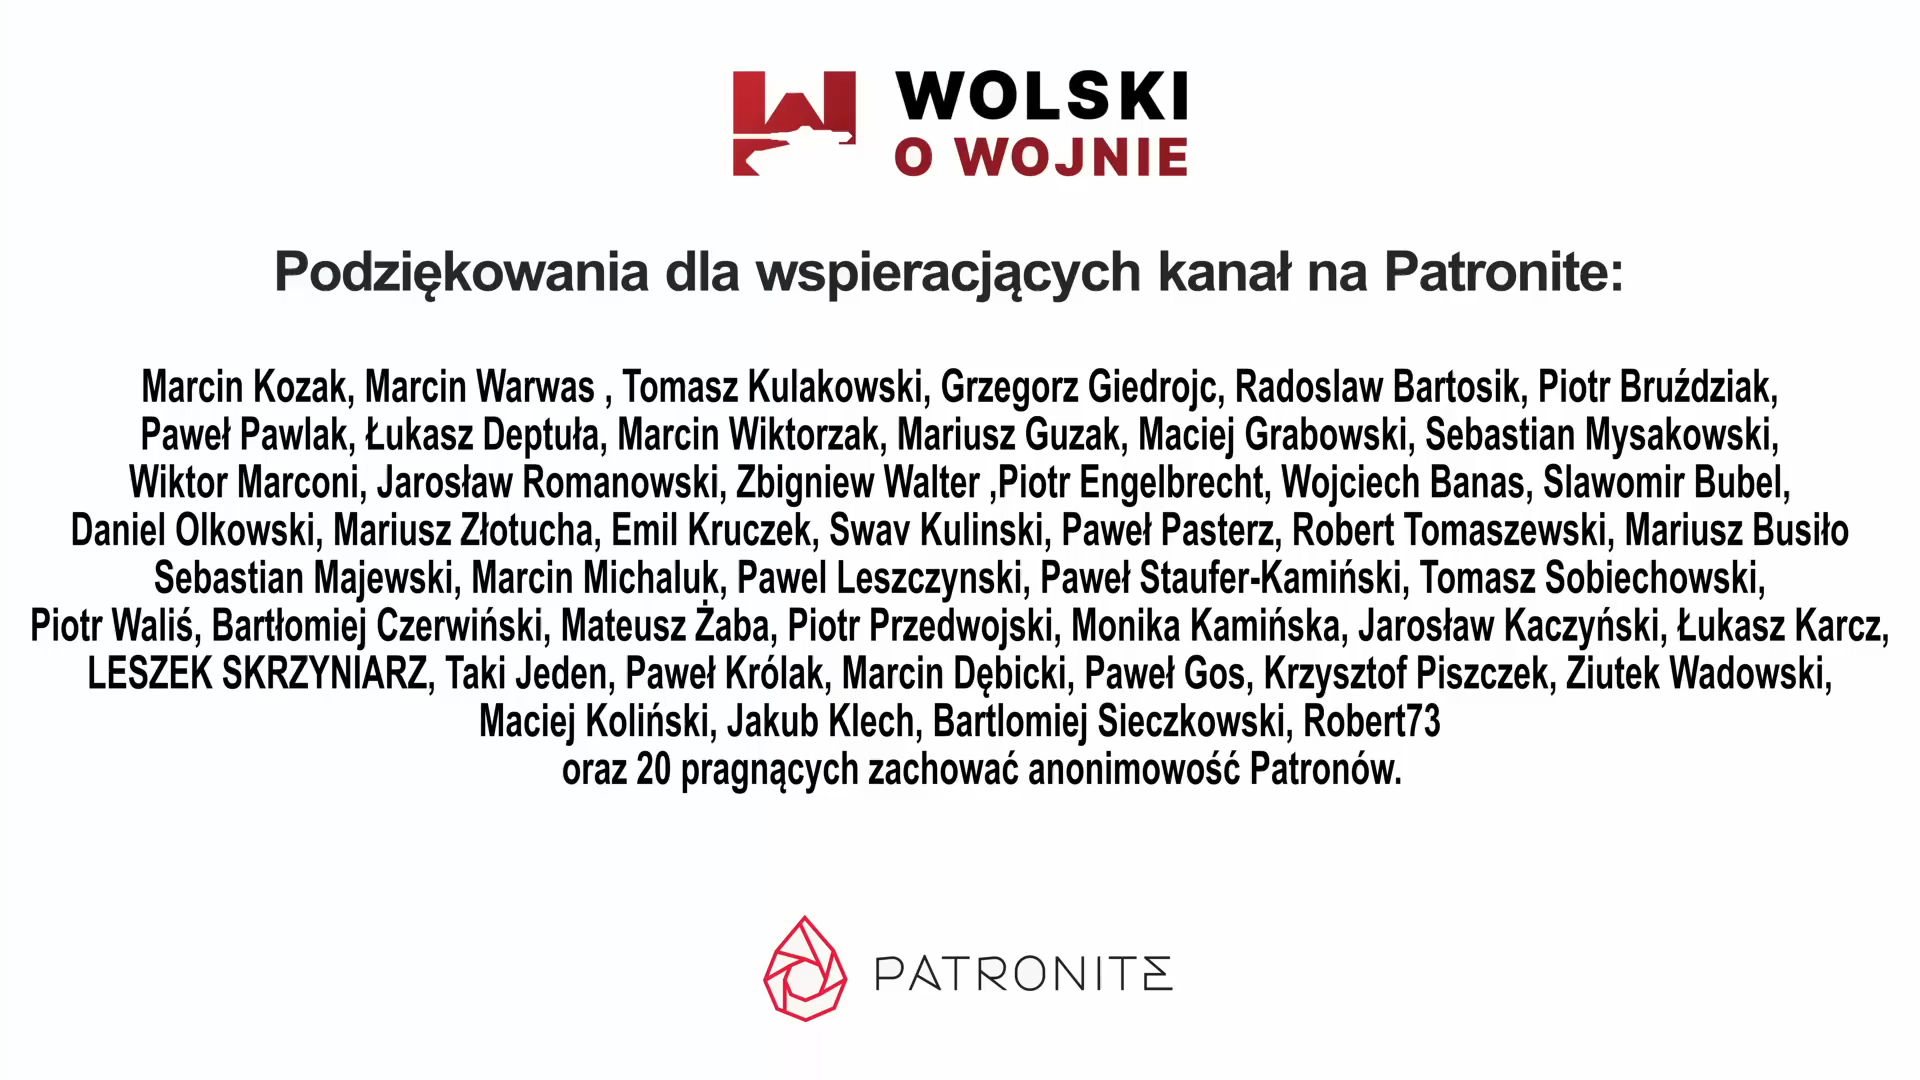 WOLSKI
O WOJNIE
Podziękowania dla wspieracjących kanał na Patronite:
Marcin Kozak, Marcin Warwas , Tomasz Kulakowski, Grzegorz Giedrojc, Radoslaw Bartosik, Piotr Bruździak,
Paweł Pawlak, Łukasz Deptuła, Marcin Wiktorzak, Mariusz Guzak, Maciej Grabowski, Sebastian Mysakowski,
Wiktor Marconi, Jarosław Romanowski, Zbigniew Walter ,Piotr Engelbrecht, Wojciech Banas, Slawomir Bubel,
Daniel Olkowski, Mariusz Złotucha, Emil Kruczek, Swav Kulinski, Paweł Pasterz, Robert Tomaszewski, Mariusz Busiło
Sebastian Majewski, Marcin Michaluk, Pawel Leszczynski, Paweł Staufer-Kamiński, Tomasz Sobiechowski,
Piotr Waliś, Bartłomiej Czerwiński, Mateusz Żaba, Piotr Przedwojski, Monika Kamińska, Jarosław Kaczyński, Łukasz Karcz,
LESZEK SKRZYNIARZ, Taki Jeden, Paweł Królak, Marcin Dębicki, Paweł Gos, Krzysztof Piszczek, Ziutek Wadowski,
Maciej Koliński, Jakub Klech, Bartlomiej Sieczkowski, Robert73
oraz 20 pragnących zachować anonimowość Patronów.
PATRONITE